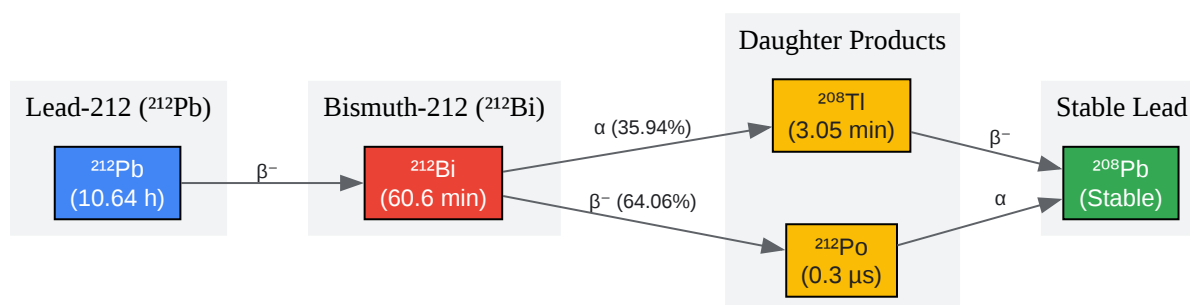 Daughter Products
Lead-212 (²¹²Pb)
Bismuth-212 (²¹²Bi)
Stable Lead
²¹²Pb
(10.64 h)
β⁻
²¹²Bi
(60.6 min)
α (35.94%)
β⁻ (64.06%)
²⁰⁸Tl
(3.05 min)
²¹²Po
(0.3 µs)
β⁻
α
²⁰⁸Pb
(Stable)